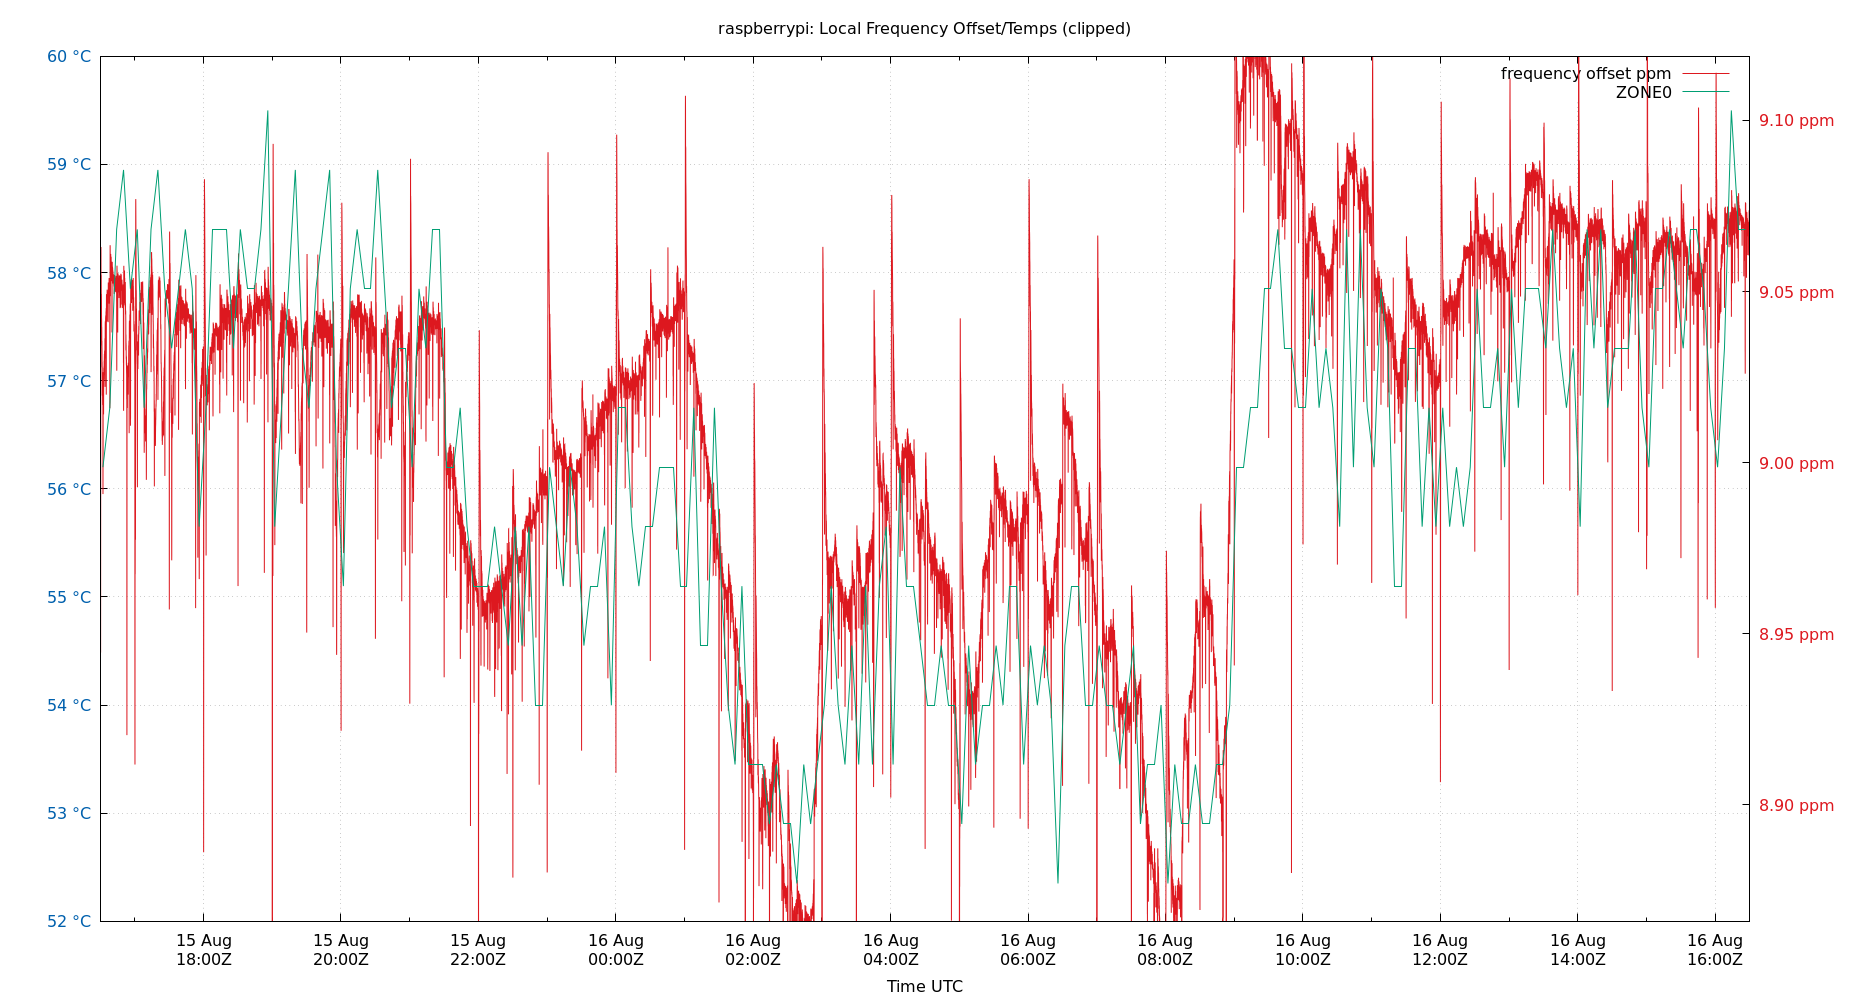 raspberrypi: Local Frequency Offset/Temps (clipped)
60 °C
59 °C
58 °C
57 °C
56 °C
55 °C
54 °C
53 °C
52 °C
frequency offset ppm
ZONE0
9.10 ppm
9.05 ppm
9.00 ppm
8.95 ppm
8.90 ppm
15 Aug
18:00Z
15 Aug
20:00Z
15 Aug
22:00Z
16 Aug
00:00Z
16 Aug
02:00Z
16 Aug
04:00Z
16 Aug
06:00Z
16 Aug
08:00Z
16 Aug
10:00Z
16 Aug
12:00Z
16 Aug
14:00Z
16 Aug
16:00Z
Time UTC